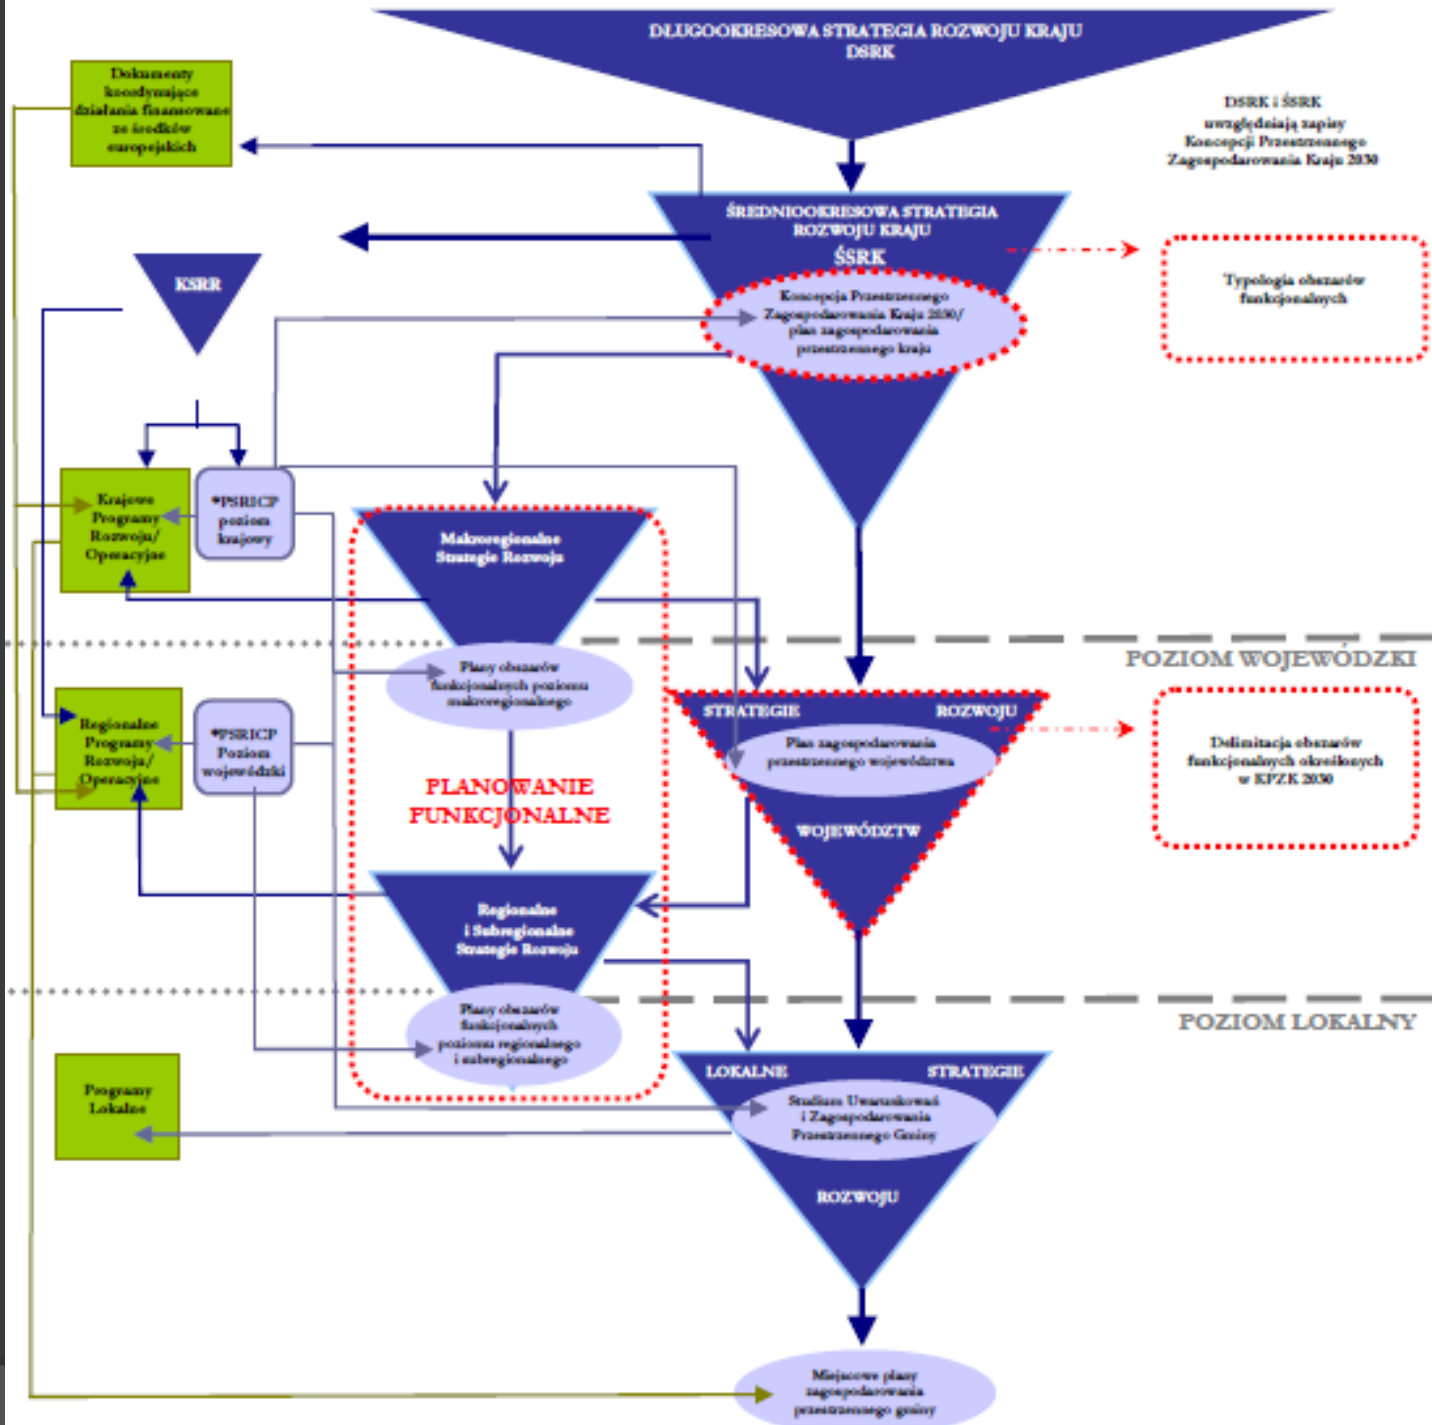 DŁUGOOKRESOWA STRATEGIA ROZWOJU KRAJU
DSRK
Dokumenty
koordynujące
działania finansowane
ze środków
europejskich
DSRK i ŚSRK
uwzględniają zapisy
Koncepcji Przestrzennego
Zagospodarowania Kraju 2030
ŚREDNIOOKRESOWA STRATEGIA
ROZWOJU KRAJU
ŚSRK
KSRR
Koncepcja Przestrzennego
Zagospodarowania Kraju 2030/
plan zagospodarowania
przestrzennego kraju
Typologia obszarów
funkcjonalnych
Krajowe
Programy
Rozwoju/
Operacyjne
*PSRICP
poziom
krajowy
Makroregionalne
Strategie Rozwoju
POZIOM WOJEWÓDZKI
Plany obszarów
funkcjonalnych poziomu
makroregionalnego
STRATEGIE ROZWOJU
Plan zagospodarowania
przestrzennego województwa
WOJEWÓDZTW
Delimitacja obszarów
funkcjonalnych określonych
w KPZK 2030
Regionalne
Programy
Rozwoju/
Operacyjne
*PSRICP
Poziom
wojewódzki
PLANOWANIE
FUNKCJONALNE
Regionalne
i Subregionalne
Strategie Rozwoju
Plany obszarów
funkcjonalnych
poziomu regionalnego
i subregionalnego
POZIOM LOKALNY
LOKALNE STRATEGIE
Studium Uwarunkowań
i Zagospodarowania
Przestrzennego Gminy
ROZWOJU
Programy
Lokalne
Miejscowe plany
zagospodarowania
przestrzennego gminy